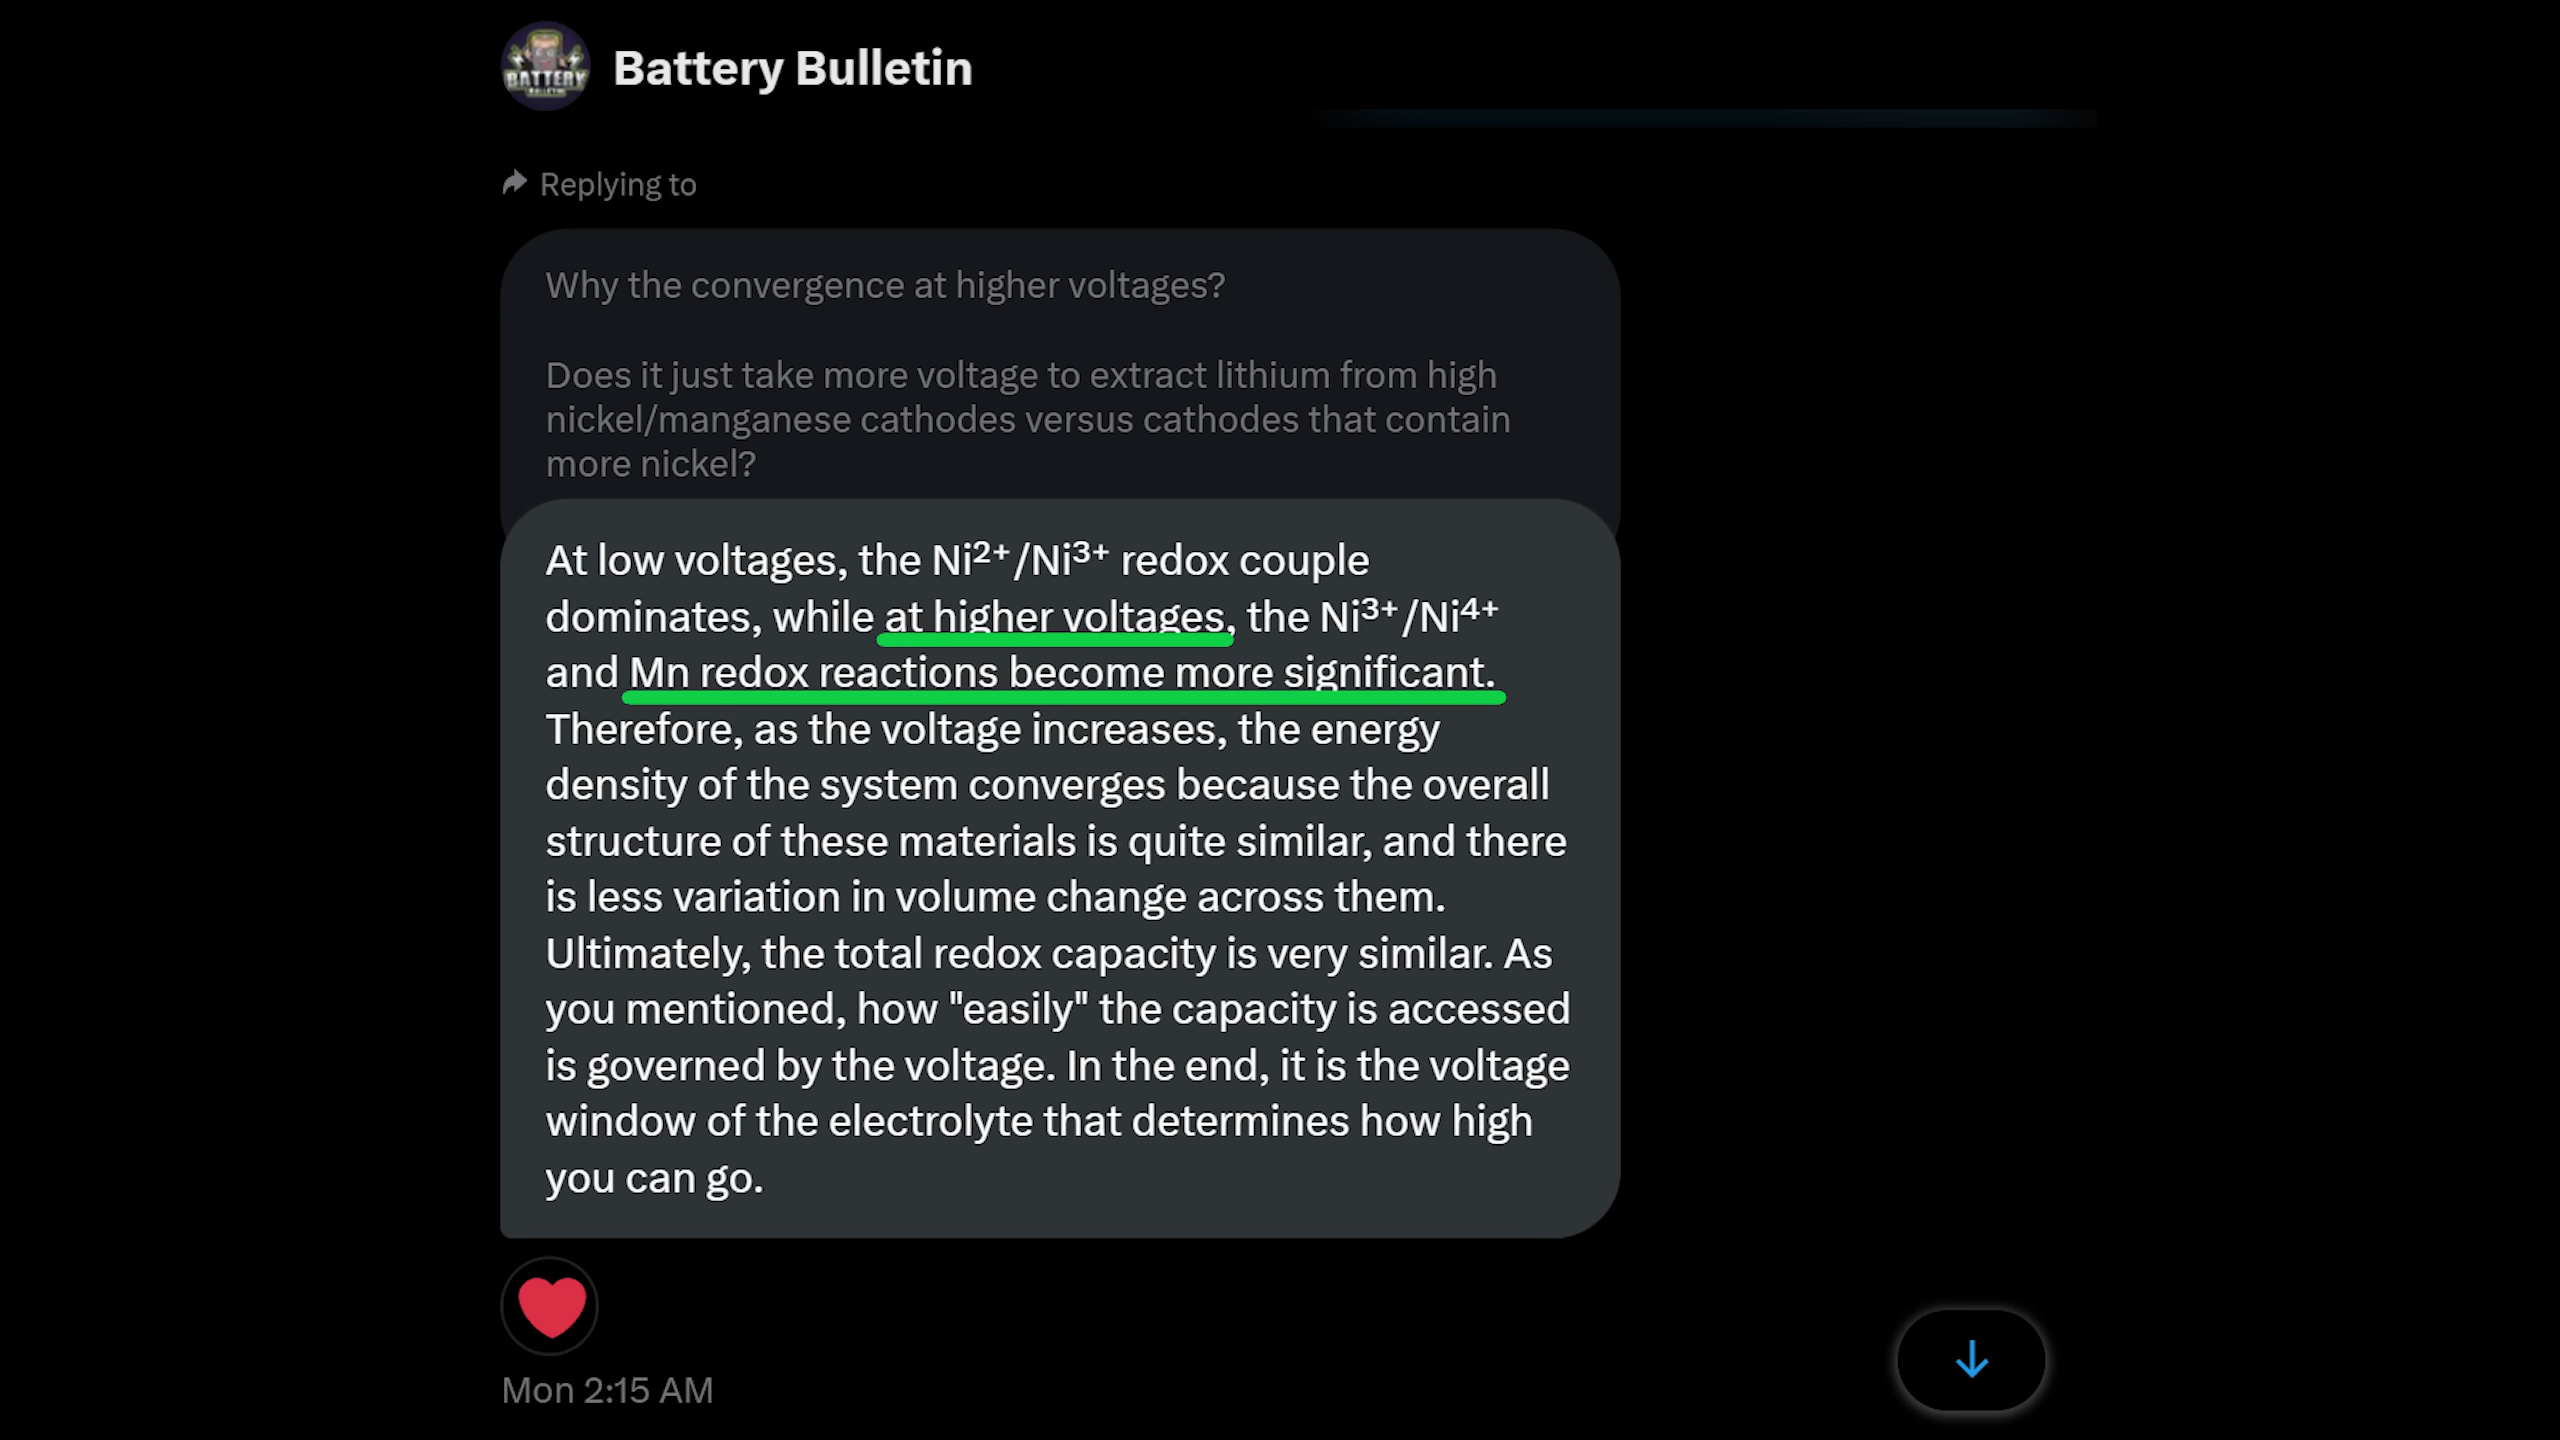 BATTERY
Battery Bulletin
Replying to
Why the convergence at higher voltages?
Does it just take more voltage to extract lithium from high
nickel/manganese cathodes versus cathodes that contain
more nickel?
At low voltages, the Ni²⁺/Ni³⁺ redox couple
dominates, while at higher voltages, the Ni³⁺/Ni⁴⁺
and Mn redox reactions become more significant.
Therefore, as the voltage increases, the energy
density of the system converges because the overall
structure of these materials is quite similar, and there
is less variation in volume change across them.
Ultimately, the total redox capacity is very similar. As
you mentioned, how "easily" the capacity is accessed
is governed by the voltage. In the end, it is the voltage
window of the electrolyte that determines how high
you can go.
Mon 2:15 AM